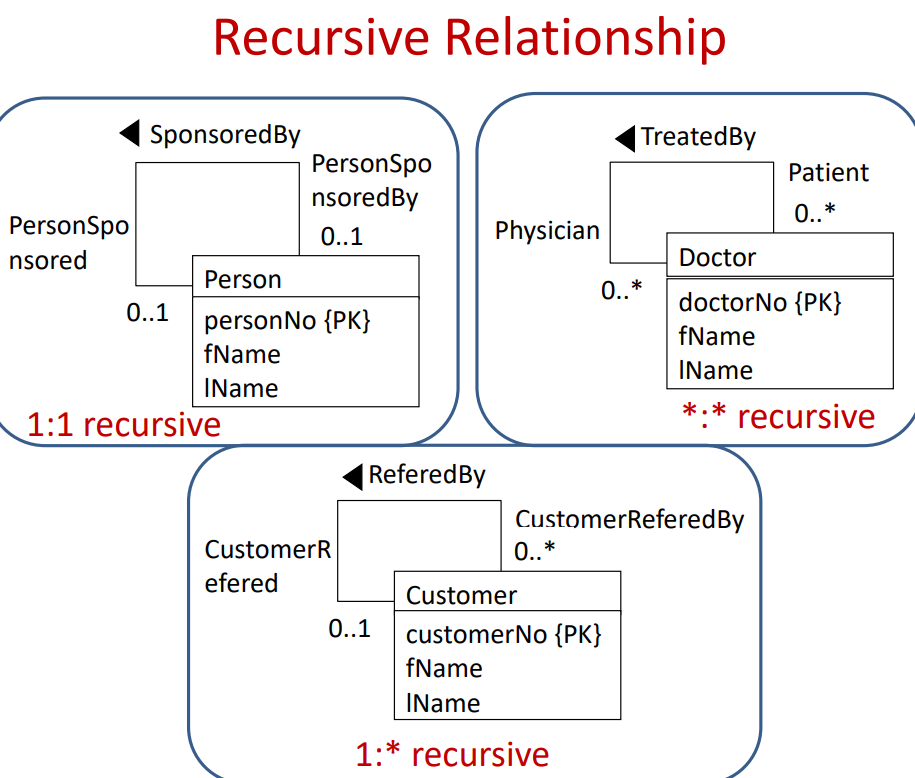 Recursive Relationship
SponsoredBy
PersonSpo
nsoredBy
0..1
PersonSpo
nsored
0..1
Person
personNo {PK}
fName
lName
1:1 recursive
TreatedBy
Patient
0..*
Physician
0..*
Doctor
doctorNo {PK}
fName
lName
*:* recursive
ReferedBy
CustomerReferedBy
0..*
CustomerR
efered
0..1
Customer
customerNo {PK}
fName
lName
1:* recursive